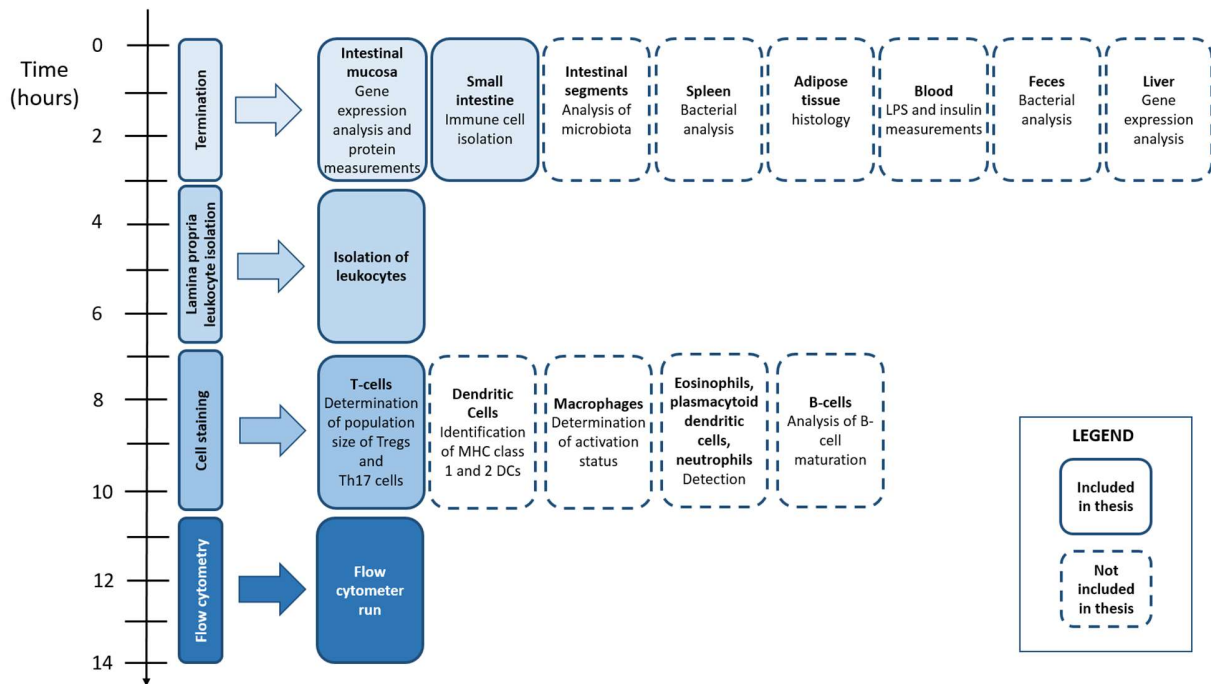 Time
(hours)
0
2
4
6
8
10
12
14
Termination
Intestinal
mucosa
Gene
expression
analysis and
protein
measurements
Small
intestine
Immune cell
isolation
Intestinal
segments
Analysis of
microbiota
Spleen
Bacterial
analysis
Adipose
tissue
histology
Blood
LPS and insulin
measurements
Feces
Bacterial
analysis
Liver
Gene
expression
analysis
Lamina propria
leukocyte isolation
Isolation of
leukocytes
Cell staining
T-cells
Determination
of population
size of Tregs
and
Th17 cells
Dendritic
Cells
Identification
of MHC class
1 and 2 DCs
Macrophages
Determination
of activation
status
Eosinophils,
plasmacytoid
dendritic
cells,
neutrophils
Detection
B-cells
Analysis of B-
cell
maturation
Flow cytometry
Flow
cytometer
run
LEGEND
Included
in thesis
Not
included
in thesis